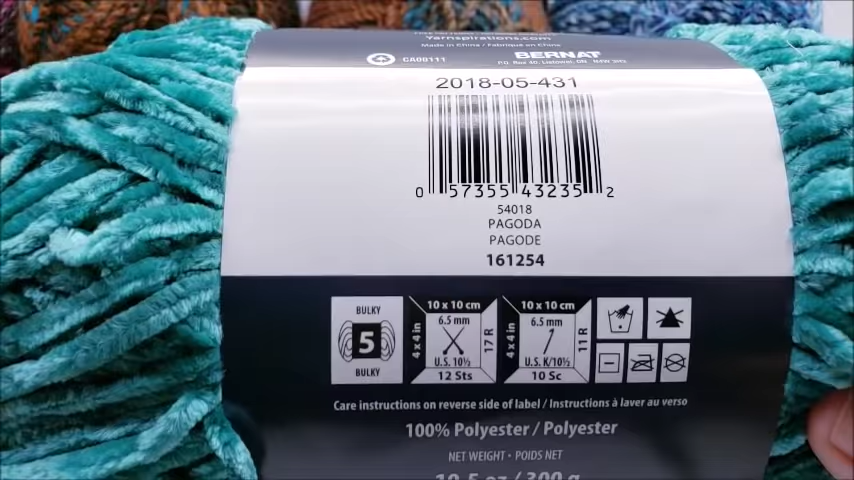 Yarnspirations.com
Made in China / Fabriqué en Chine
CA00111
BERNAT
P.O. Box 40, Listowel, ON N4W 3H3
2018-05-431
0 57355 43235 2
54018
PAGODA
PAGODE
161254
BULKY
5
BULKY
10 x 10 cm
4 x 4 in
6.5 mm
17 R
U.S. 10½
12 Sts
10 x 10 cm
4 x 4 in
6.5 mm
11 R
U.S. K/10½
10 Sc
Care instructions on reverse side of label / Instructions à laver au verso
100% Polyester / Polyester
NET WEIGHT • POIDS NET
10.5 oz / 300 g